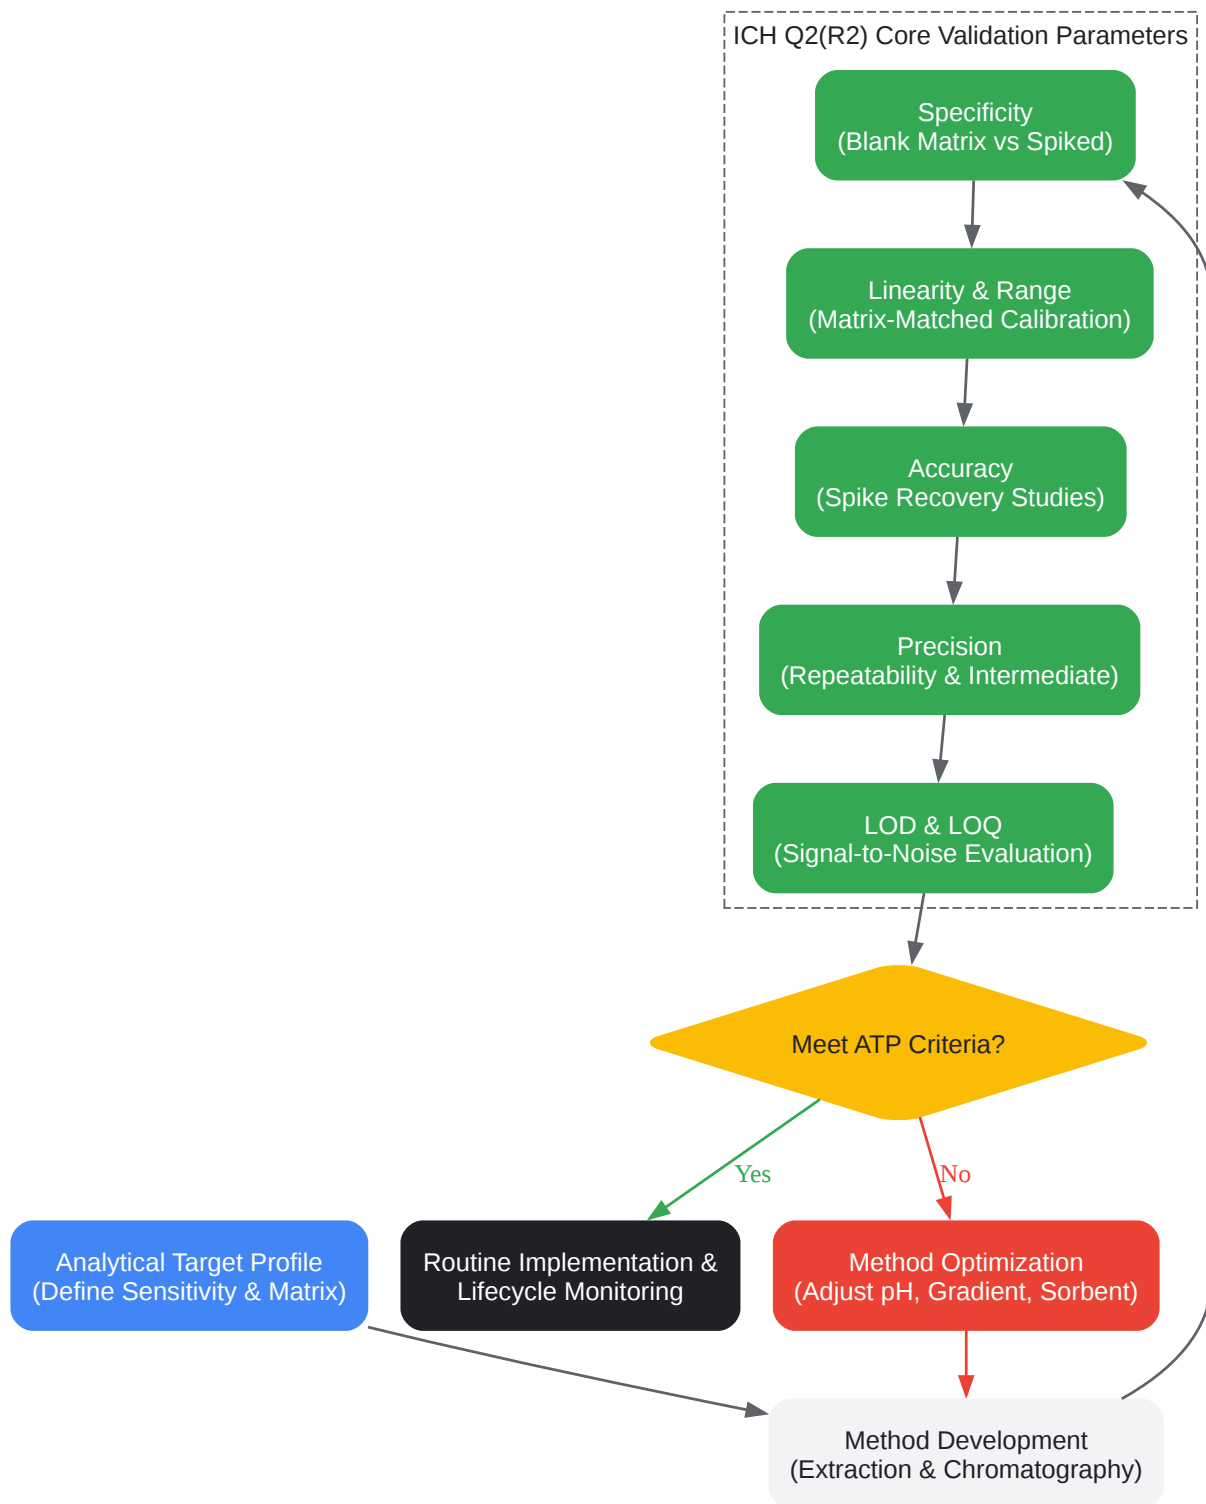 ICH Q2(R2) Core Validation Parameters
Specificity
(Blank Matrix vs Spiked)
Linearity & Range
(Matrix-Matched Calibration)
Accuracy
(Spike Recovery Studies)
Precision
(Repeatability & Intermediate)
LOD & LOQ
(Signal-to-Noise Evaluation)
Meet ATP Criteria?
Yes
No
Analytical Target Profile
(Define Sensitivity & Matrix)
Routine Implementation &
Lifecycle Monitoring
Method Optimization
(Adjust pH, Gradient, Sorbent)
Method Development
(Extraction & Chromatography)